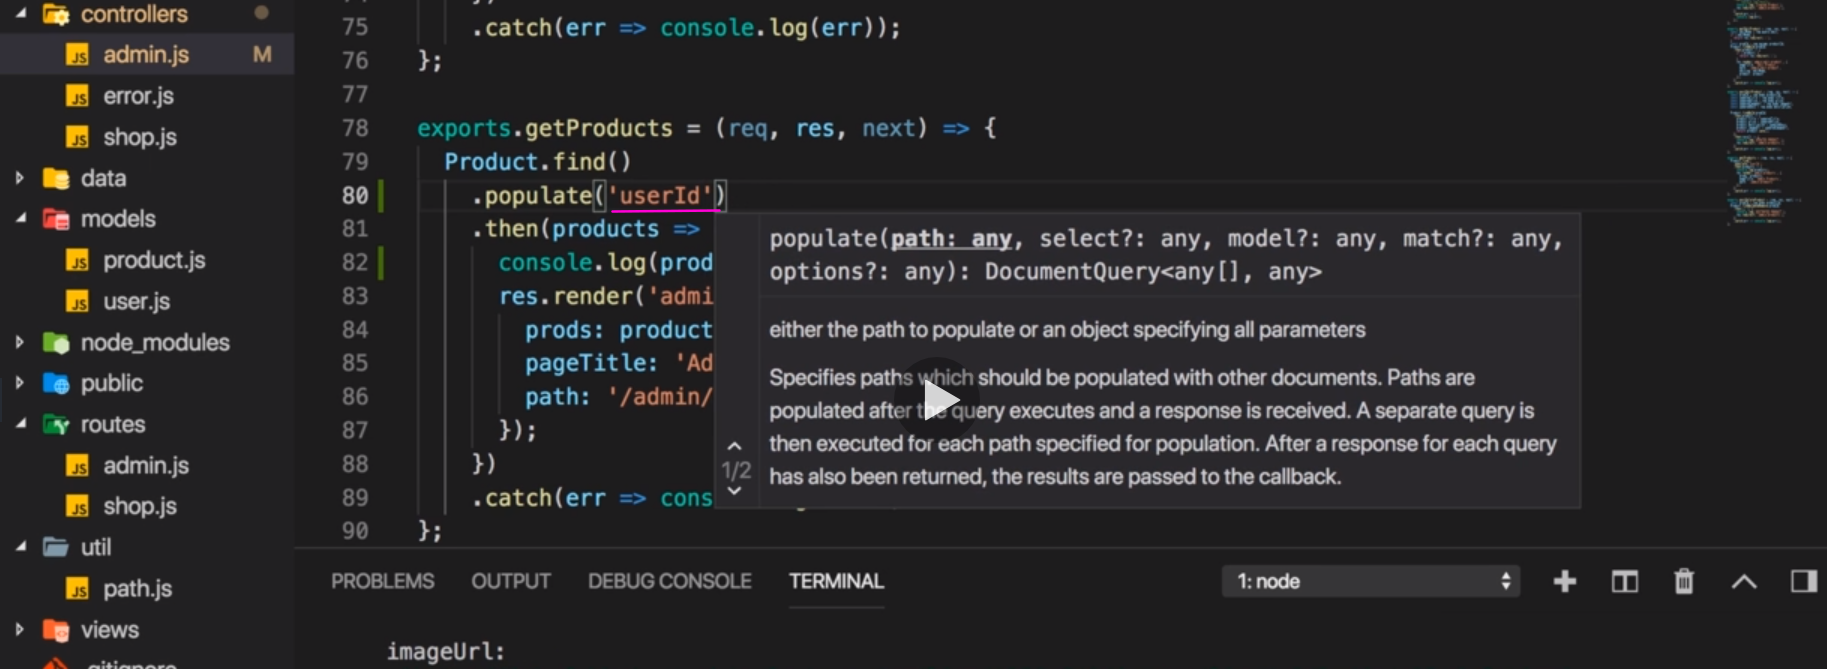 controllers
admin.js M
error.js
shop.js
data
models
product.js
user.js
node_modules
public
routes
admin.js
shop.js
util
path.js
views
.gitignore
75 .catch(err => console.log(err));
76 };
77
78 exports.getProducts = (req, res, next) => {
79 Product.find()
80 .populate('userId')
81 .then(products =>
82 console.log(prod
83 res.render('admi
84 prods: product
85 pageTitle: 'Ad
86 path: '/admin/
87 });
88 })
89 .catch(err => cons
90 };
populate(path: any, select?: any, model?: any, match?: any,
options?: any): DocumentQuery<any[], any>
either the path to populate or an object specifying all parameters
Specifies paths which should be populated with other documents. Paths are
populated after the query executes and a response is received. A separate query is
then executed for each path specified for population. After a response for each query
has also been returned, the results are passed to the callback.
1/2
PROBLEMS OUTPUT DEBUG CONSOLE TERMINAL 1: node
imageUrl: